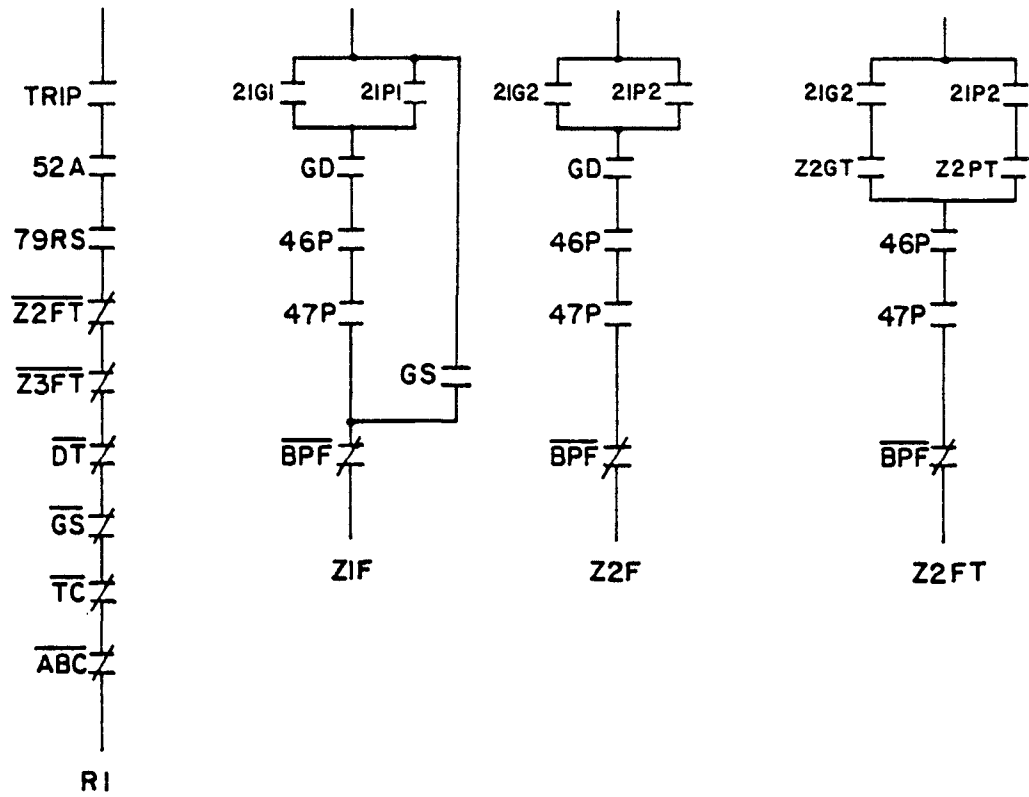 TRIP
52A
79RS
Z2FT
Z3FT
DT
GS
TC
ABC
R1
21G1
21P1
GD
46P
47P
GS
BPF
Z1F
21G2
21P2
GD
46P
47P
BPF
Z2F
21G2
21P2
Z2GT
Z2PT
46P
47P
BPF
Z2FT